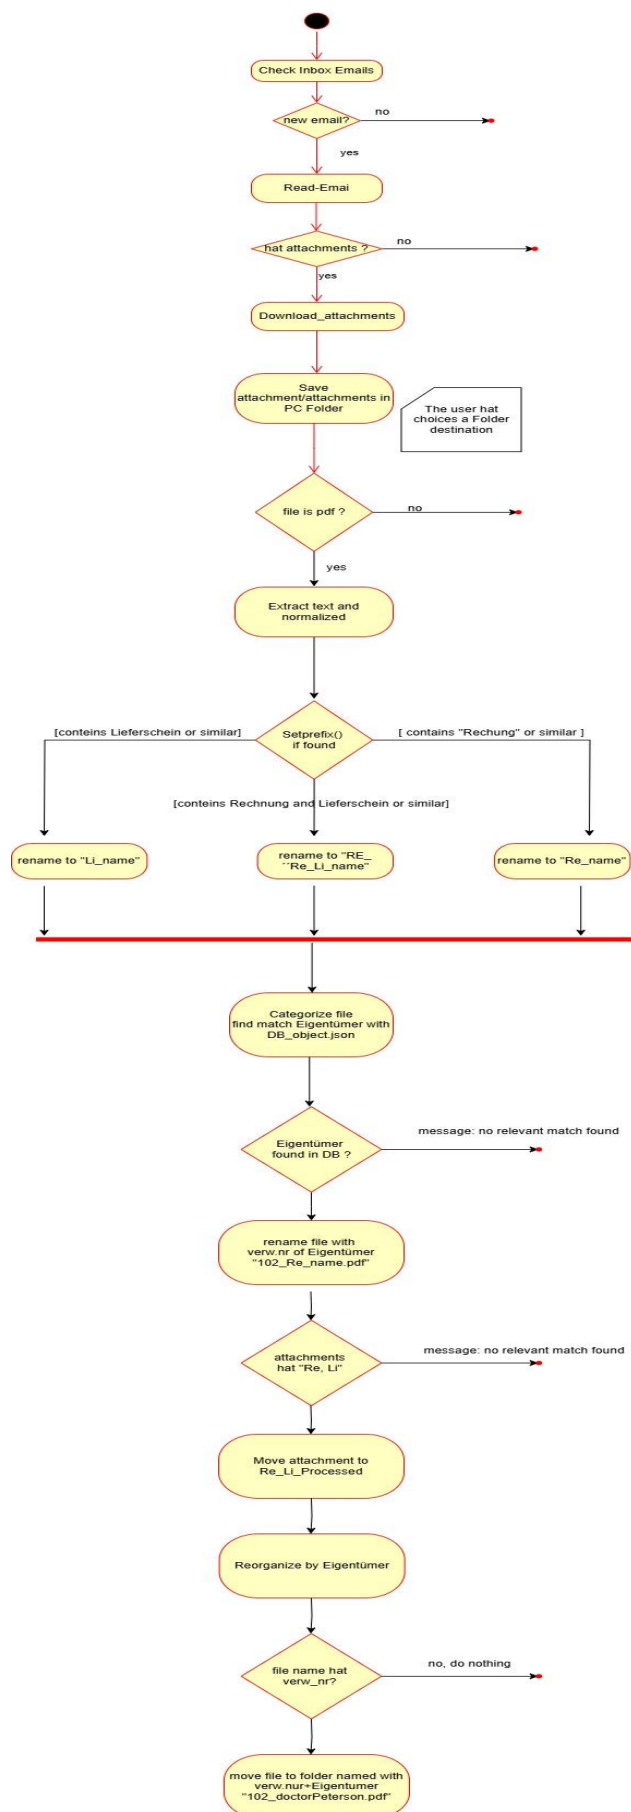 Check Inbox Emails
new email?
no
yes
Read-Emai
hat attachments ?
no
yes
Download_attachments
Save
attachment/attachments in
PC Folder
The user hat
choices a Folder
destination
file is pdf ?
no
yes
Extract text and
normalized
[conteins Lieferschein or similar]
Setprefix()
if found
[ contains "Rechung" or similar ]
[conteins Rechnung and Lieferschein or similar]
rename to "Li_name"
rename to "RE_
´´Re_Li_name"
rename to "Re_name"
Categorize file
find match Eigentümer with
DB_object.json
Eigentümer
found in DB ?
message: no relevant match found
rename file with
verw.nr of Eigentümer
"102_Re_name.pdf"
attachments
hat "Re, Li"
message: no relevant match found
Move attachment to
Re_Li_Processed
Reorganize by Eigentümer
file name hat
verw_nr?
no, do nothing
move file to folder named with
verw.nur+Eigentumer
"102_doctorPeterson.pdf"